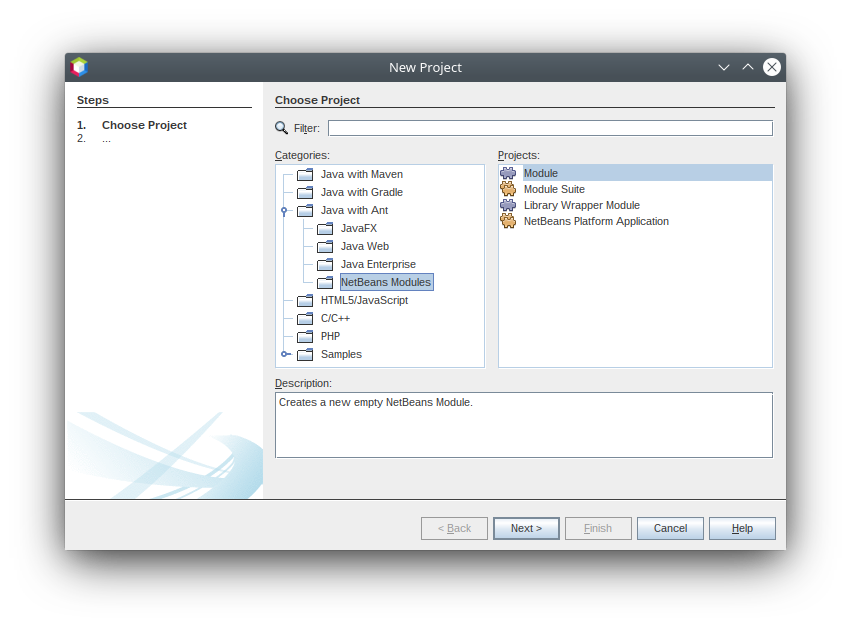 New Project
Steps
1. Choose Project
2. ...
Choose Project
Filter:
Categories:
Java with Maven
Java with Gradle
Java with Ant
JavaFX
Java Web
Java Enterprise
NetBeans Modules
HTML5/JavaScript
C/C++
PHP
Samples
Projects:
Module
Module Suite
Library Wrapper Module
NetBeans Platform Application
Description:
Creates a new empty NetBeans Module.
< Back
Next >
Finish
Cancel
Help